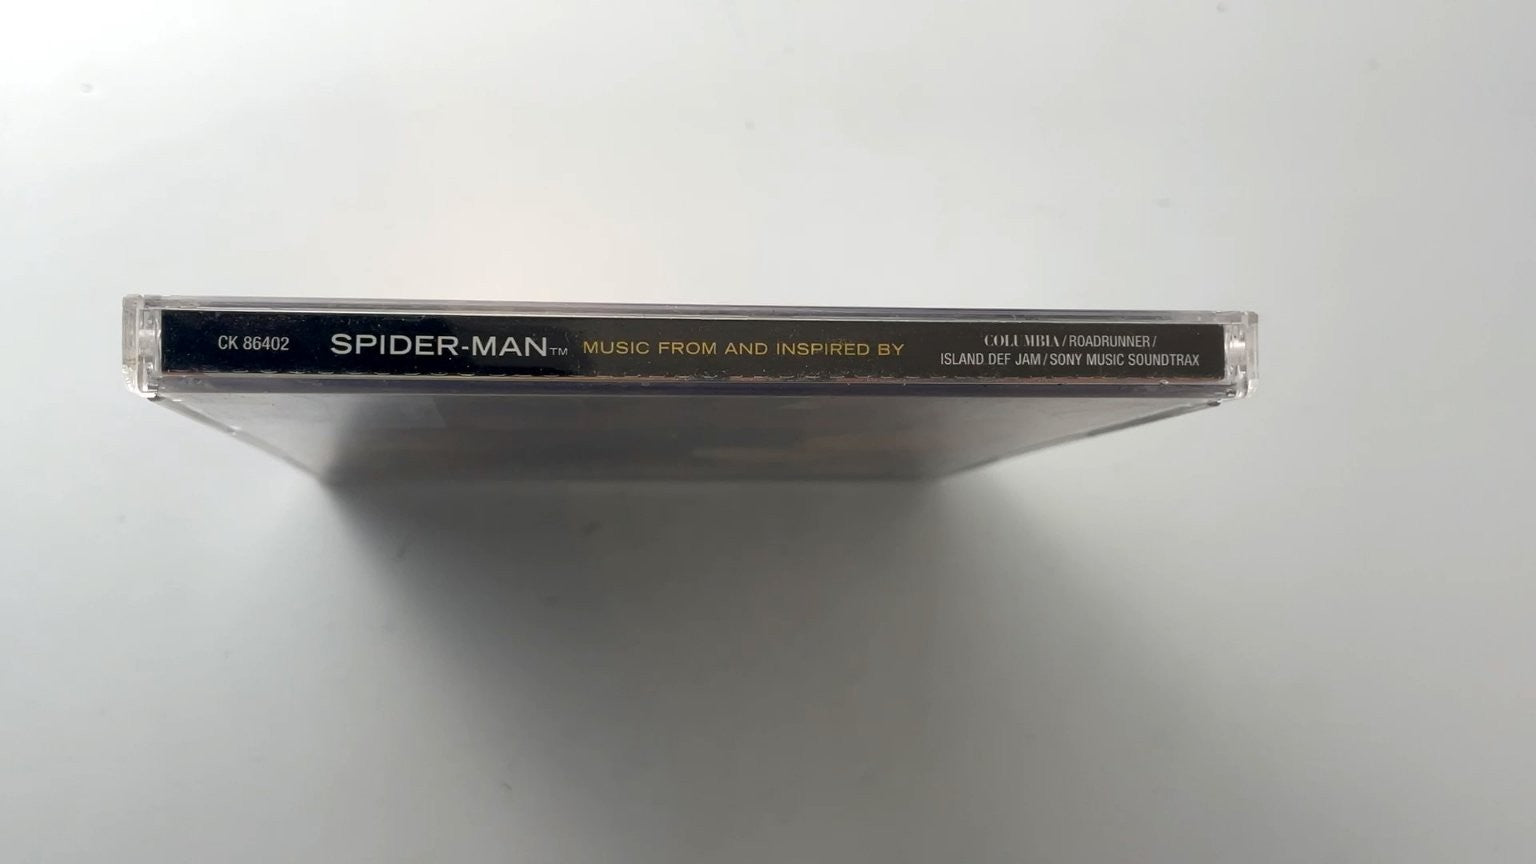 CK 86402 SPIDER-MAN™ MUSIC FROM AND INSPIRED BY
COLUMBIA/ROADRUNNER/
ISLAND DEF JAM/SONY MUSIC SOUNDTRAX